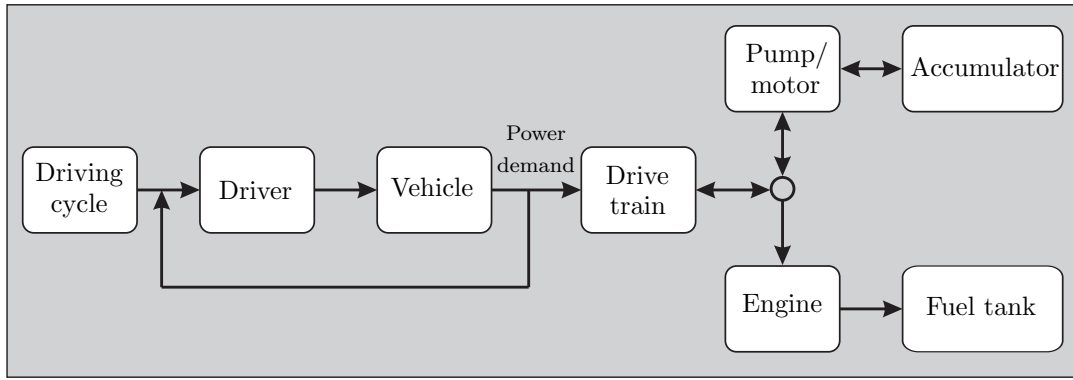 Driving
cycle
Driver
Vehicle
Power
demand
Drive
train
Pump/
motor
Accumulator
Engine
Fuel tank